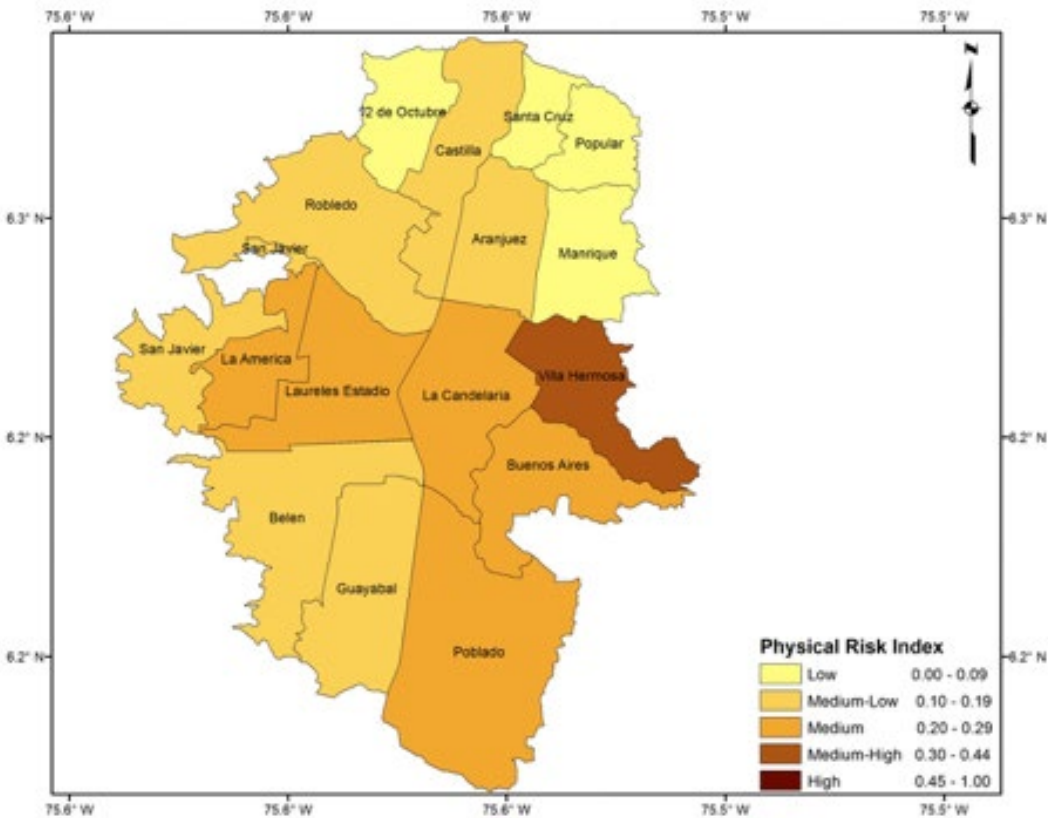 75.6° W 75.6° W 75.6° W 75.5° W 75.5° W
N
12 de Octubre
Santa Cruz
Popular
Castilla
Robledo
6.3° N 6.3° N
Aranjuez
San Javier
Manrique
San Javier
La America
Villa Hermosa
Laureles Estadio
La Candelaria
6.2° N 6.2° N
Buenos Aires
Belen
Guayabal
Poblado
6.2° N 6.2° N
Physical Risk Index
Low 0.00 - 0.09
Medium-Low 0.10 - 0.19
Medium 0.20 - 0.29
Medium-High 0.30 - 0.44
High 0.45 - 1.00
75.6° W 75.6° W 75.6° W 75.5° W 75.5° W